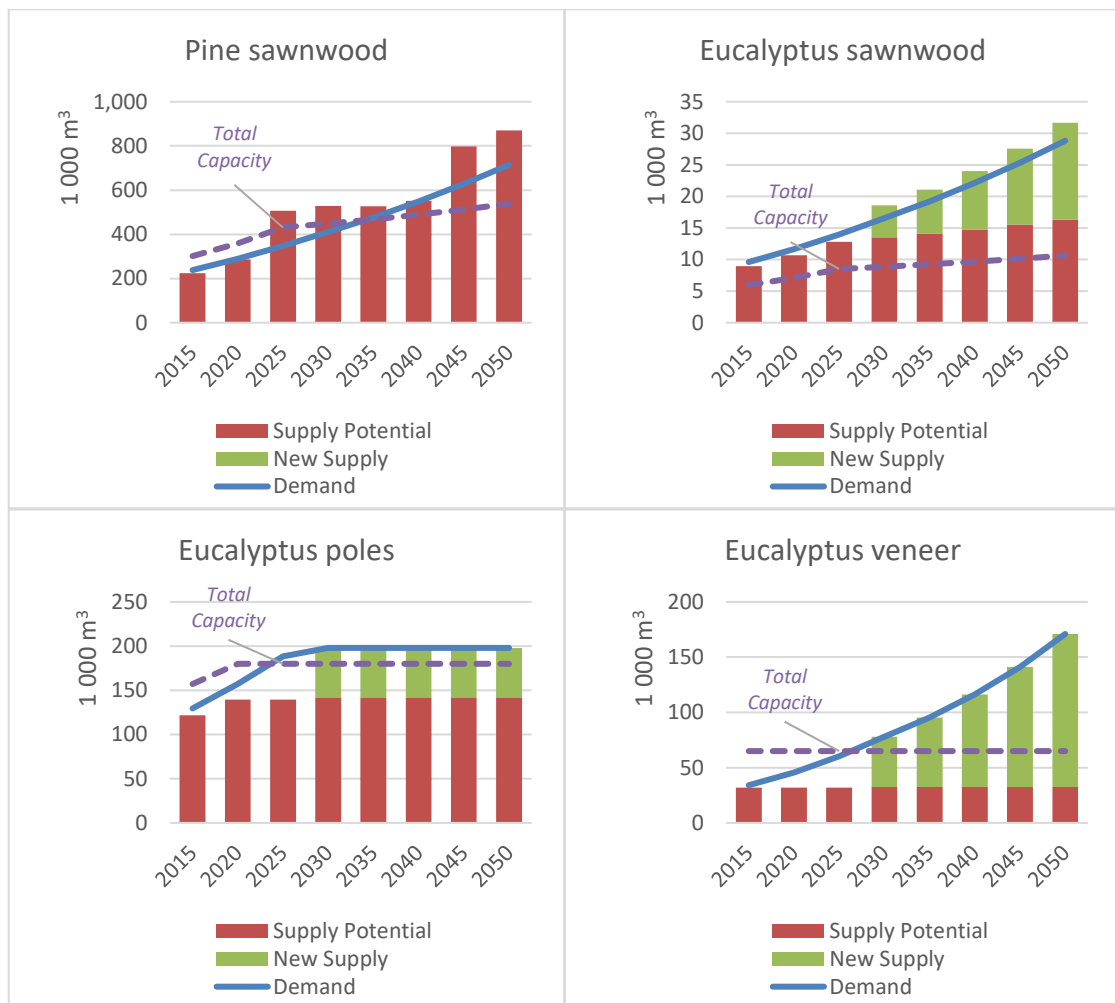 Pine sawnwood
1 000 m³
1,000
800
600
400
200
0
Total
Capacity
2015
2020
2025
2030
2035
2040
2045
2050
Supply Potential
New Supply
Demand
Eucalyptus sawnwood
1 000 m³
35
30
25
20
15
10
5
0
Total
Capacity
2015
2020
2025
2030
2035
2040
2045
2050
Supply Potential
New Supply
Demand
Eucalyptus poles
1 000 m³
250
200
150
100
50
0
Total
Capacity
2015
2020
2025
2030
2035
2040
2045
2050
Supply Potential
New Supply
Demand
Eucalyptus veneer
1 000 m³
200
150
100
50
0
Total
Capacity
2015
2020
2025
2030
2035
2040
2045
2050
Supply Potential
New Supply
Demand